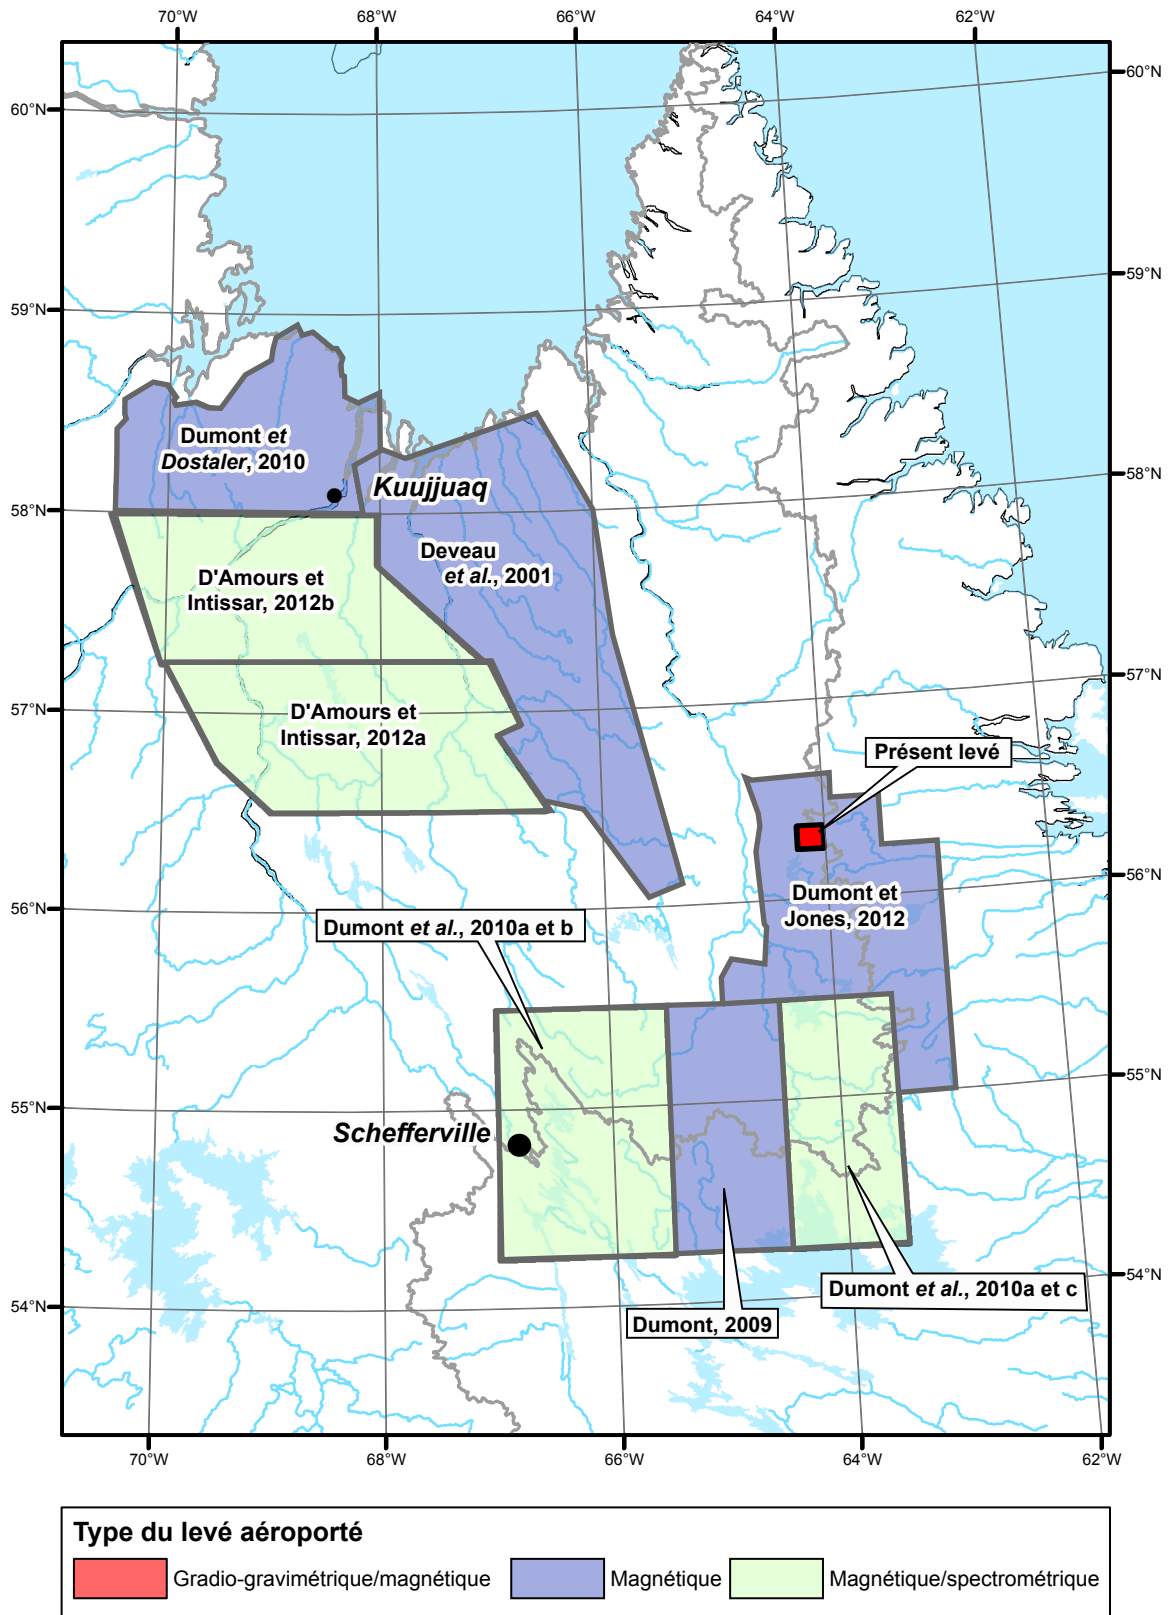 70°W
68°W
66°W
64°W
62°W
60°N
60°N
59°N
59°N
58°N
58°N
57°N
57°N
56°N
56°N
55°N
55°N
54°N
54°N
Dumont et
Dostaler, 2010
Kuujjuaq
Deveau
et al., 2001
D'Amours et
Intissar, 2012b
D'Amours et
Intissar, 2012a
Présent levé
Dumont et
Jones, 2012
Dumont et al., 2010a et b
Schefferville
Dumont et al., 2010a et c
Dumont, 2009
70°W
68°W
66°W
64°W
62°W
Type du levé aéroporté
Gradio-gravimétrique/magnétique
Magnétique
Magnétique/spectrométrique